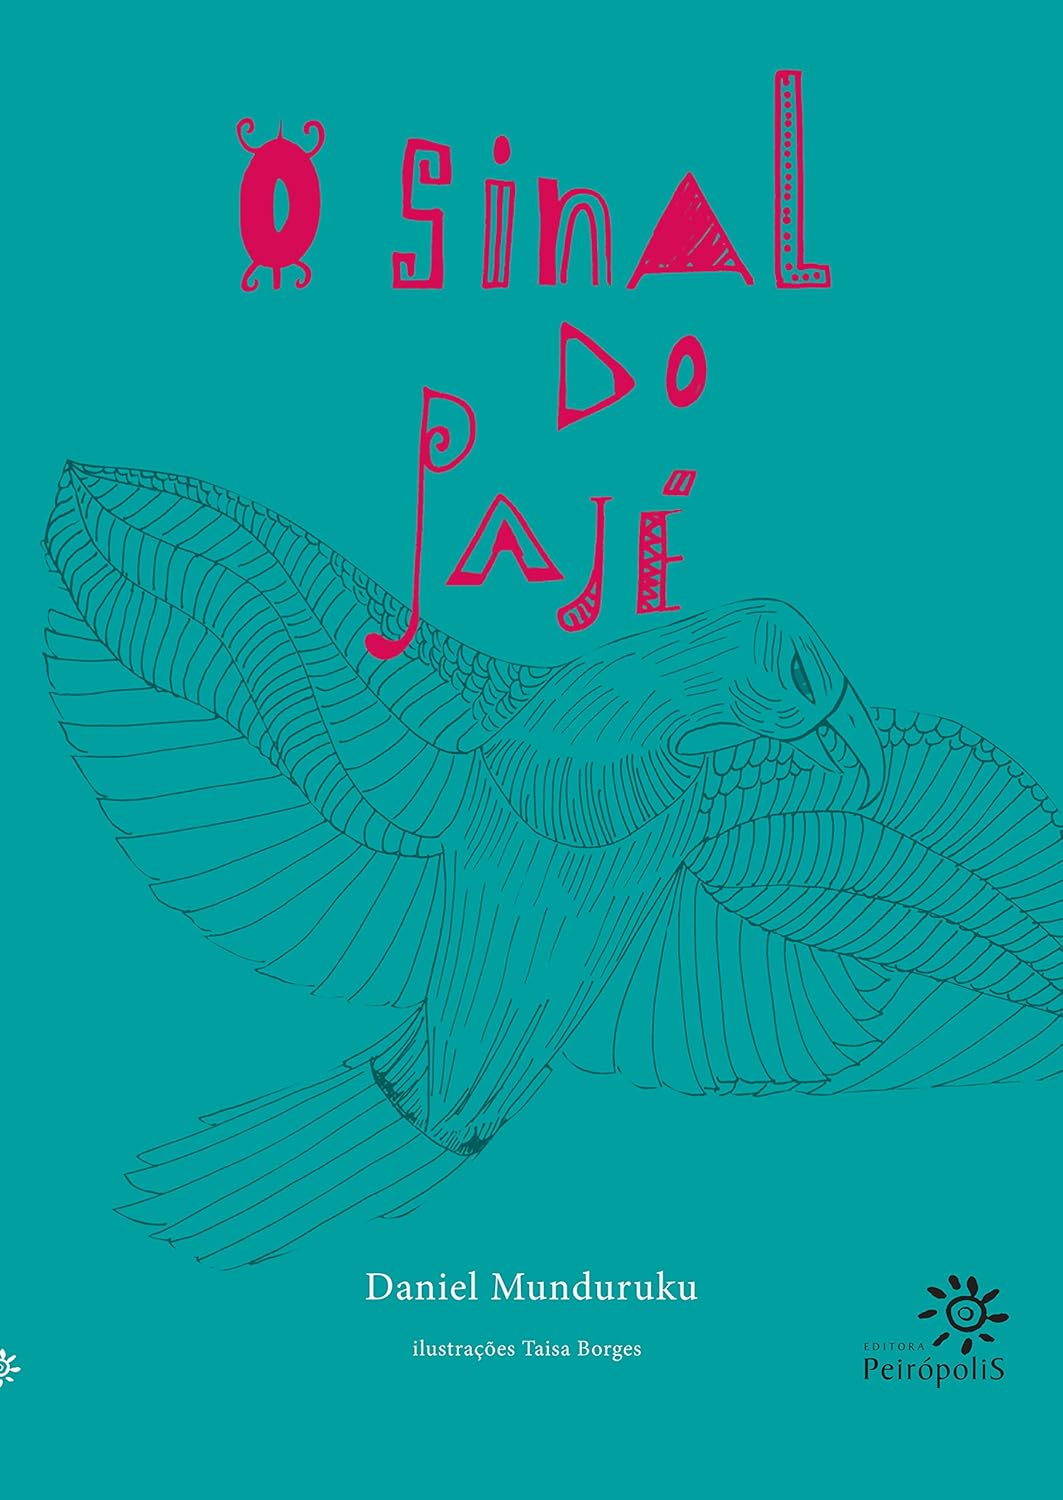 O SinAL
DO
PAJÉ
Daniel Munduruku
ilustrações Taisa Borges
EDITORA
PeirópoliS